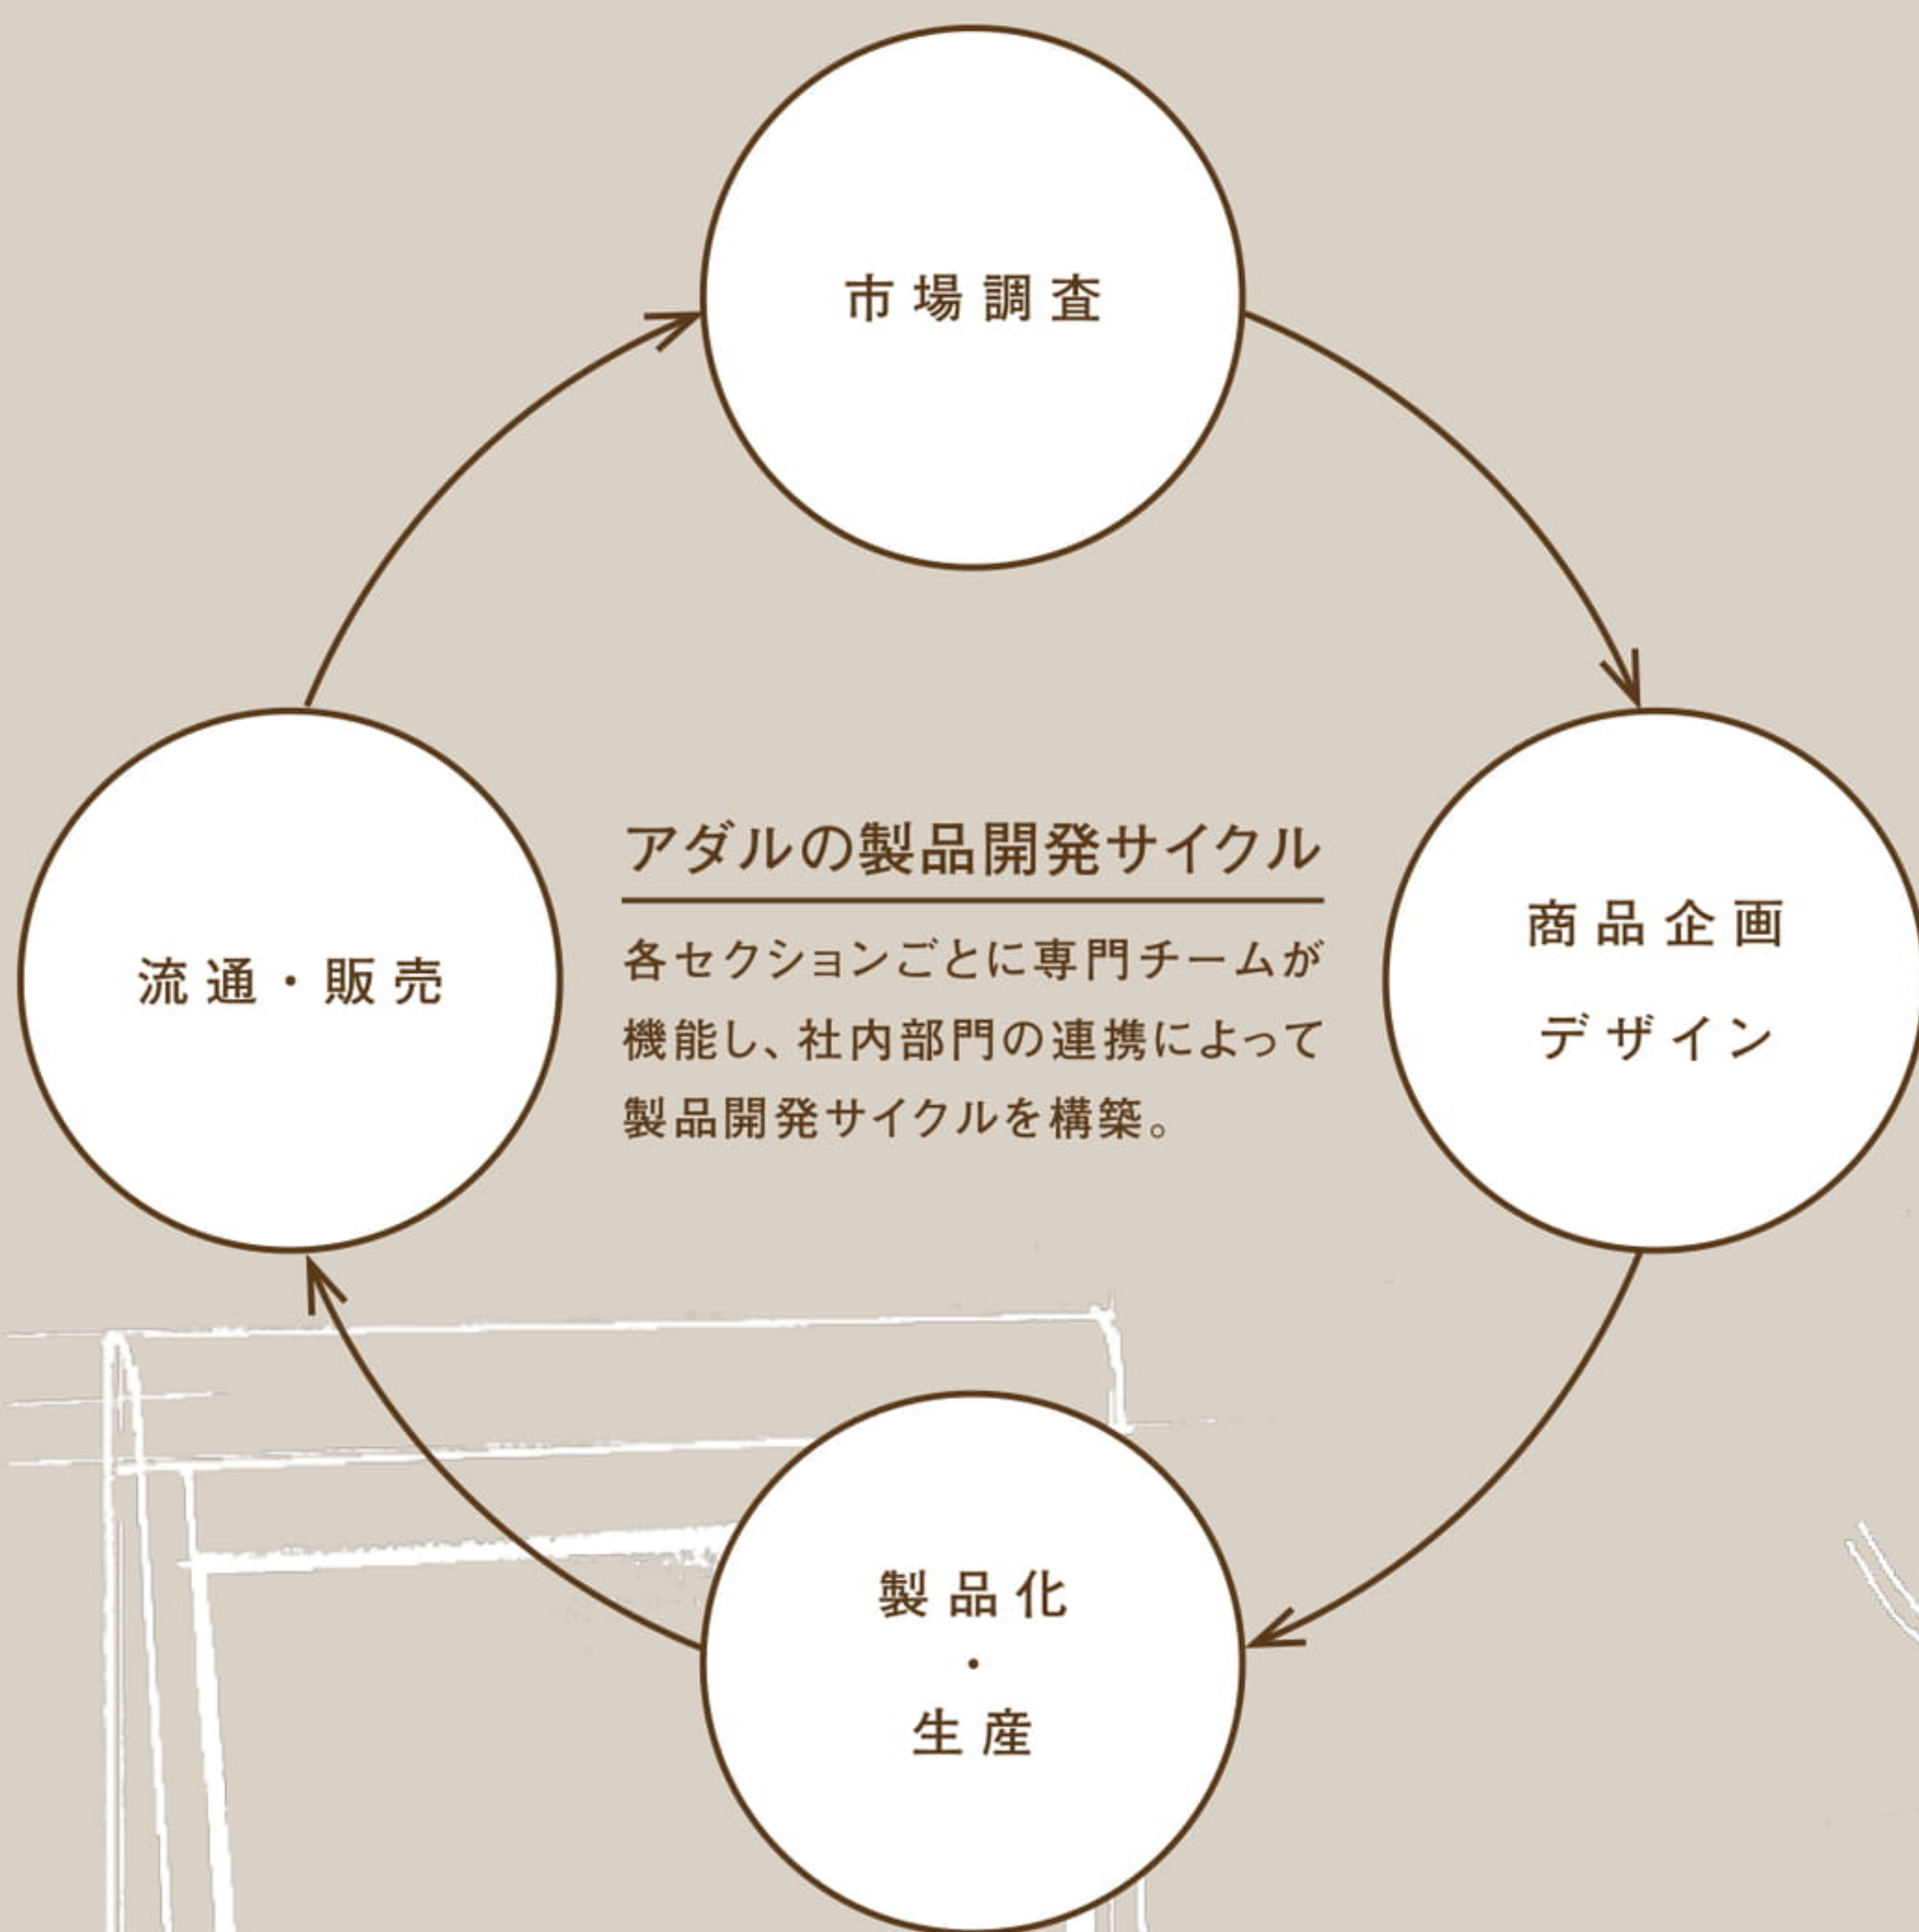 市場調査
アダルの製品開発サイクル
各セクションごとに専門チームが
機能し、社内部門の連携によって
製品開発サイクルを構築。
商品企画
デザイン
製品化
・
生産
流通・販売